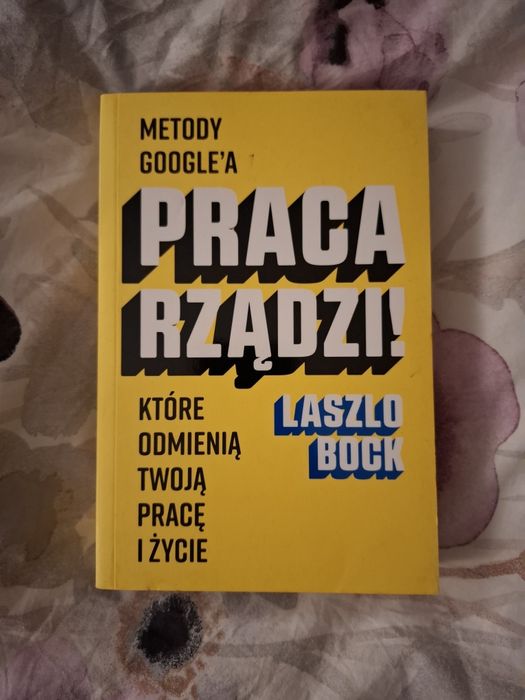 METODY
GOOGLE'A
PRACA
RZĄDZI!
KTÓRE
ODMIENIĄ
TWOJĄ
PRACĘ
I ŻYCIE
LASZLO
BOCK